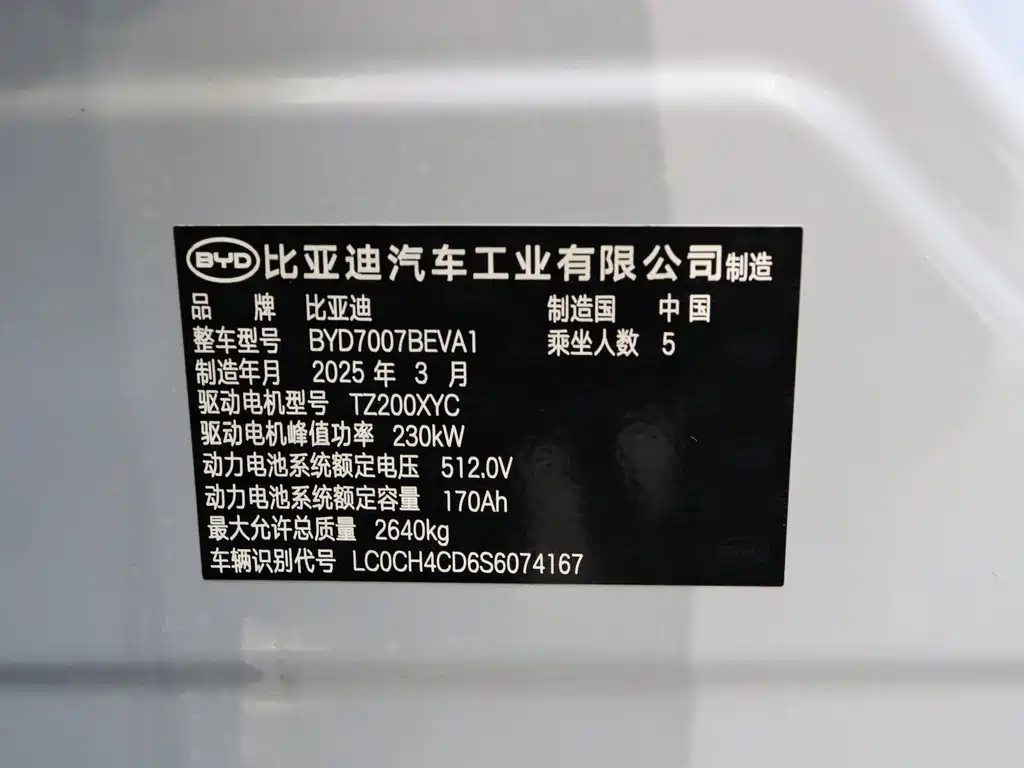 BYD 比亚迪汽车工业有限公司制造
品 牌 比亚迪 制造国 中国
整车型号 BYD7007BEVA1 乘坐人数 5
制造年月 2025 年 3 月
驱动电机型号 TZ200XYC
驱动电机峰值功率 230kW
动力电池系统额定电压 512.0V
动力电池系统额定容量 170Ah
最大允许总质量 2640kg
车辆识别代号 LC0CH4CD6S6074167